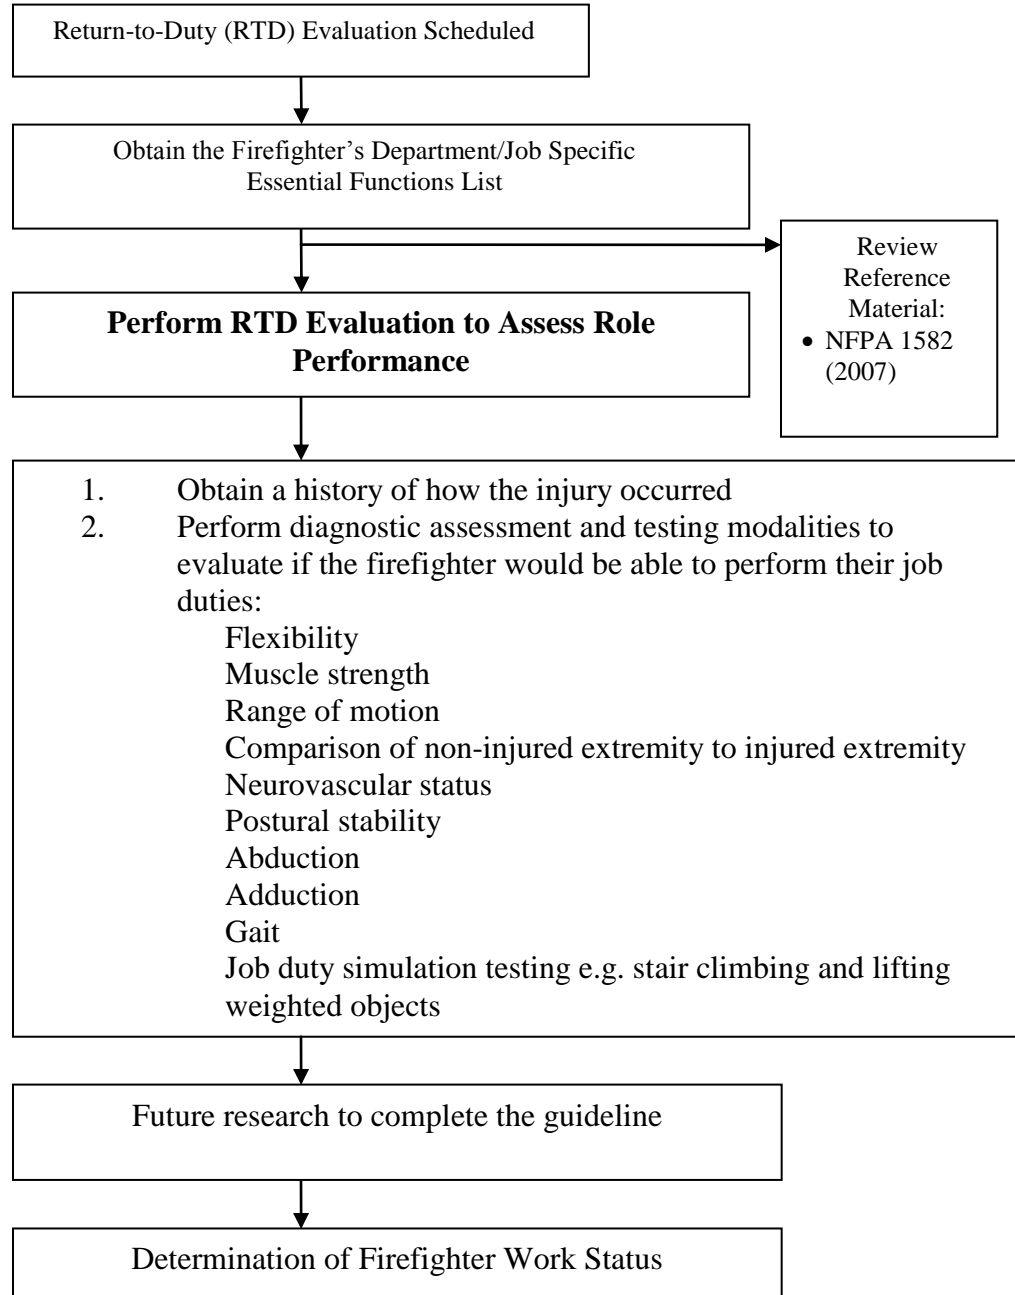 Return-to-Duty (RTD) Evaluation Scheduled
Obtain the Firefighter’s Department/Job Specific
Essential Functions List
Review
Reference
Material:
• NFPA 1582
(2007)
Perform RTD Evaluation to Assess Role
Performance
1. Obtain a history of how the injury occurred
2. Perform diagnostic assessment and testing modalities to
evaluate if the firefighter would be able to perform their job
duties:
Flexibility
Muscle strength
Range of motion
Comparison of non-injured extremity to injured extremity
Neurovascular status
Postural stability
Abduction
Adduction
Gait
Job duty simulation testing e.g. stair climbing and lifting
weighted objects
Future research to complete the guideline
Determination of Firefighter Work Status